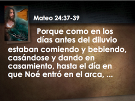 Mateo 24:37-39
Porque como en los
días antes del diluvio
estaban comiendo y bebiendo,
casándose y dando en
casamiento, hasta el día en
que Noé entró en el arca, ...